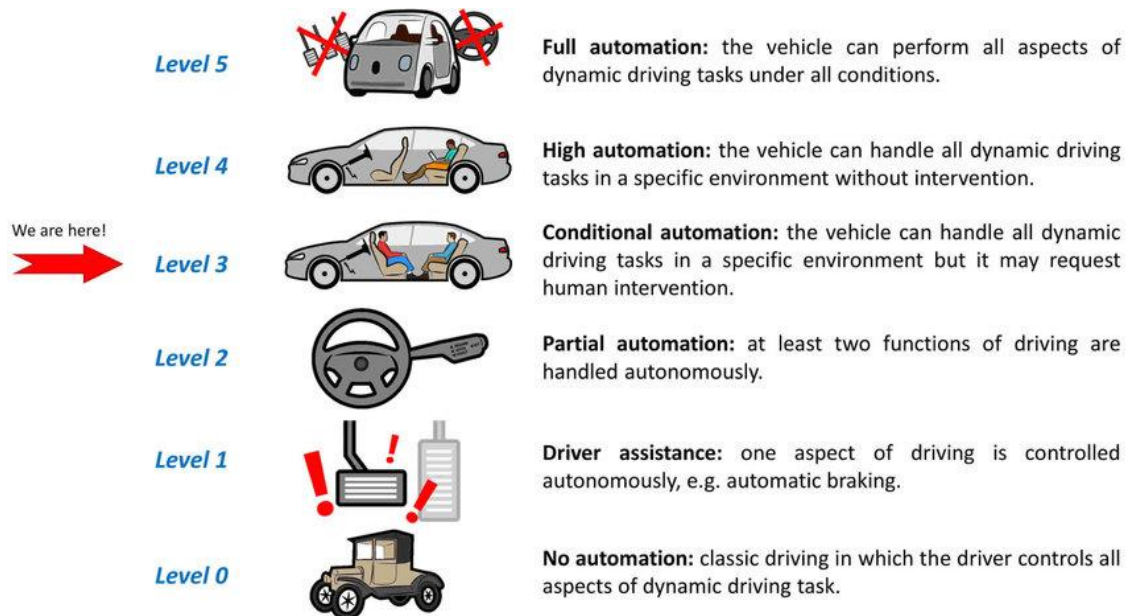 Level 5
Full automation: the vehicle can perform all aspects of
dynamic driving tasks under all conditions.
Level 4
High automation: the vehicle can handle all dynamic driving
tasks in a specific environment without intervention.
We are here!
Level 3
Conditional automation: the vehicle can handle all dynamic
driving tasks in a specific environment but it may request
human intervention.
Level 2
Partial automation: at least two functions of driving are
handled autonomously.
Level 1
Driver assistance: one aspect of driving is controlled
autonomously, e.g. automatic braking.
Level 0
No automation: classic driving in which the driver controls all
aspects of dynamic driving task.